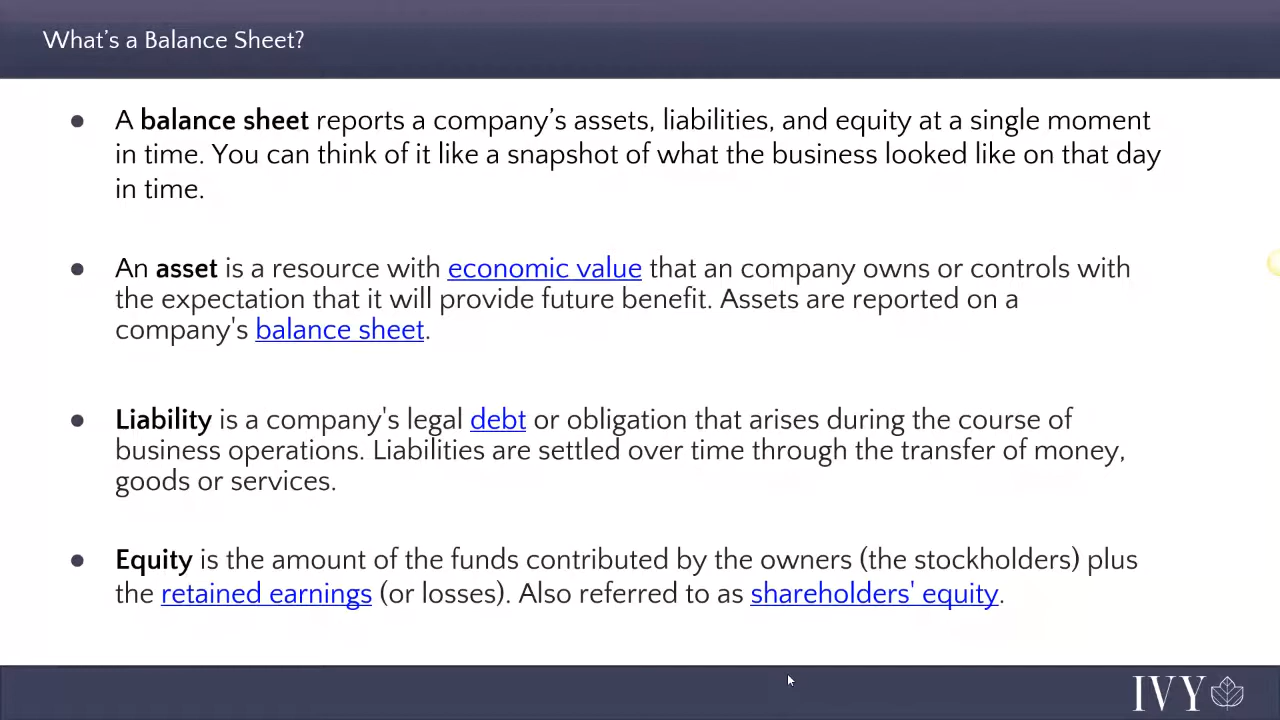 What's a Balance Sheet?
● A balance sheet reports a company's assets, liabilities, and equity at a single moment
in time. You can think of it like a snapshot of what the business looked like on that day
in time.
● An asset is a resource with economic value that an company owns or controls with
the expectation that it will provide future benefit. Assets are reported on a
company's balance sheet.
● Liability is a company's legal debt or obligation that arises during the course of
business operations. Liabilities are settled over time through the transfer of money,
goods or services.
● Equity is the amount of the funds contributed by the owners (the stockholders) plus
the retained earnings (or losses). Also referred to as shareholders' equity.
IVY